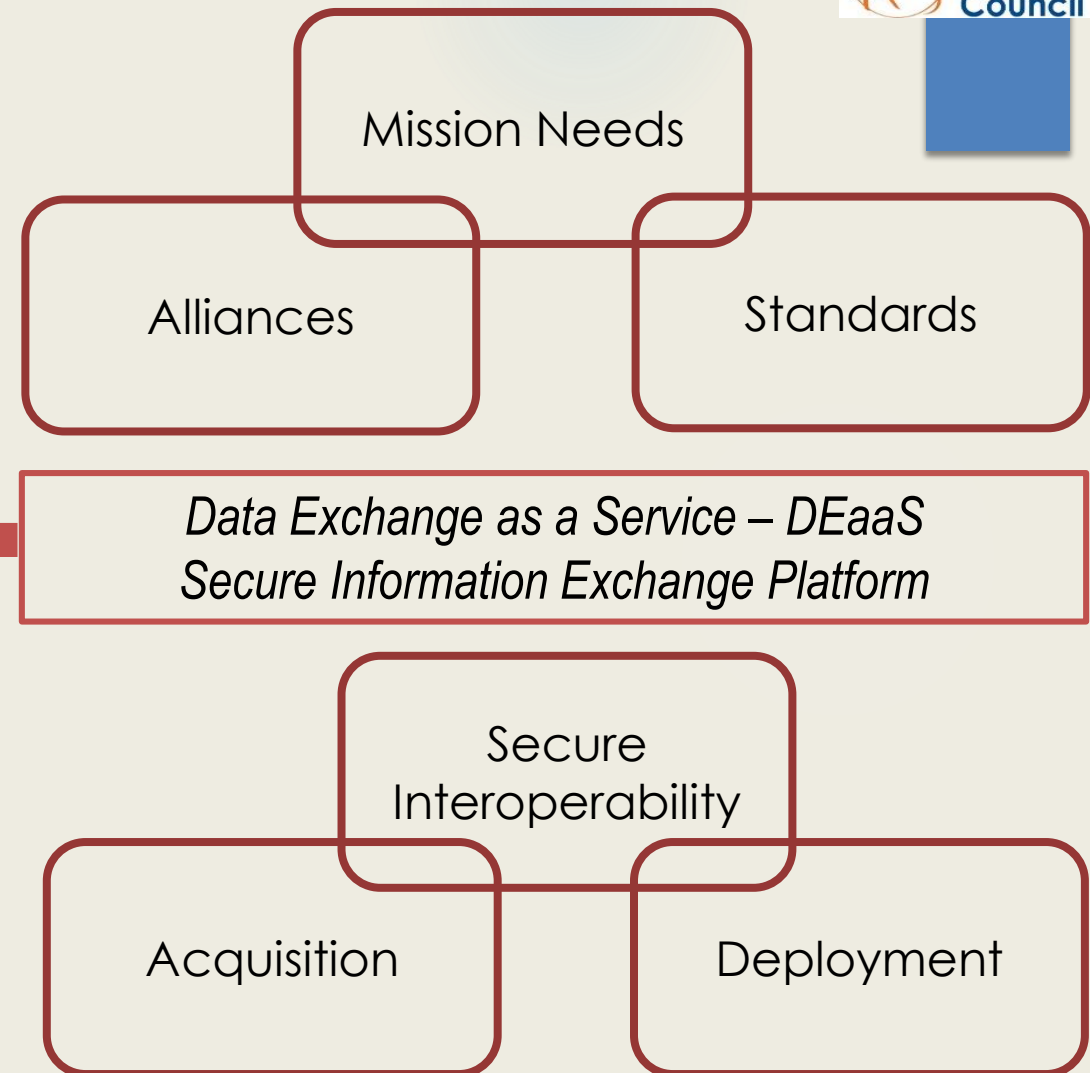 Council
Mission Needs
Alliances
Standards
Data Exchange as a Service – DEaaS
Secure Information Exchange Platform
Secure
Interoperability
Acquisition
Deployment